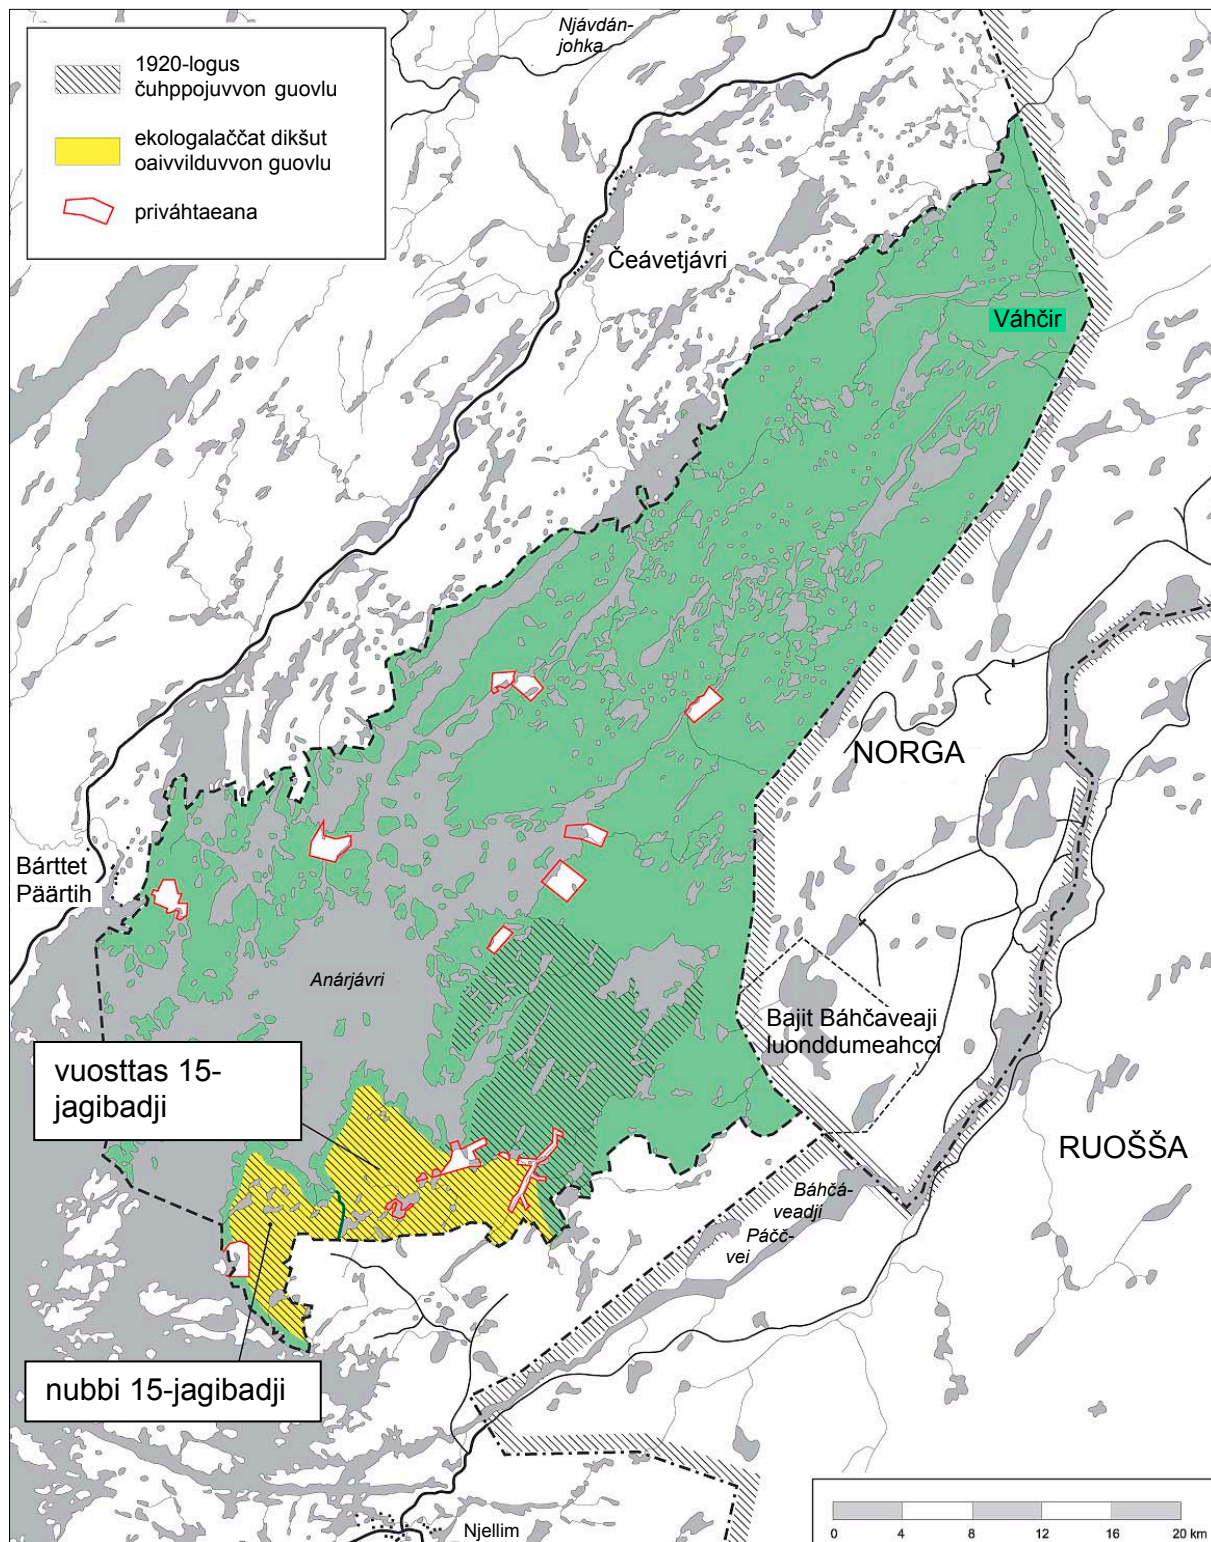 Njávdán-
johka
1920-logus
čuhppojuvvon guovlu
ekologalaččat dikšut
oaivvilduvvon guovlu
priváhtaeana
Čeávetjávri
Váhčir
NORGA
Bárttet
Päärtih
Anárjávri
Bajit Báhčaveaji
luonddumeahcci
vuosttas 15-
jagibadji
RUOŠŠA
Báhčá-
veadji
Páčč-
vei
nubbi 15-jagibadji
Njellim
0 4 8 12 16 20 km